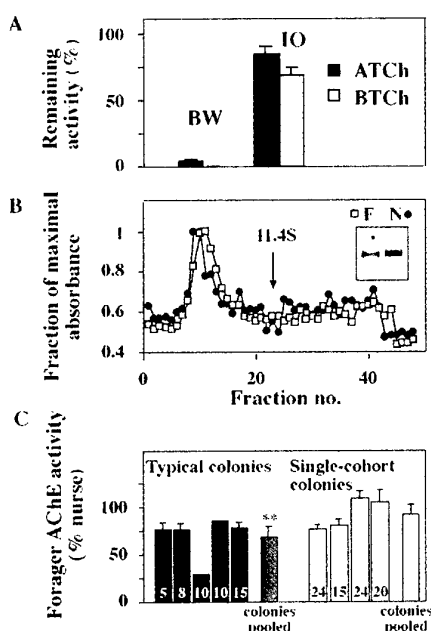 A
Remaining activity (%)
100
50
0
BW
IO
ATCh
BTCh
B
Fraction of maximal absorbance
1
0.8
0.6
0.4
11.4S
F N
0 20 40
Fraction no.
C
Forager AChE activity (% nurse)
100
50
0
Typical colonies
Single-cohort colonies
**
5 8 10 10 15
24 15 24 20
colonies pooled
colonies pooled